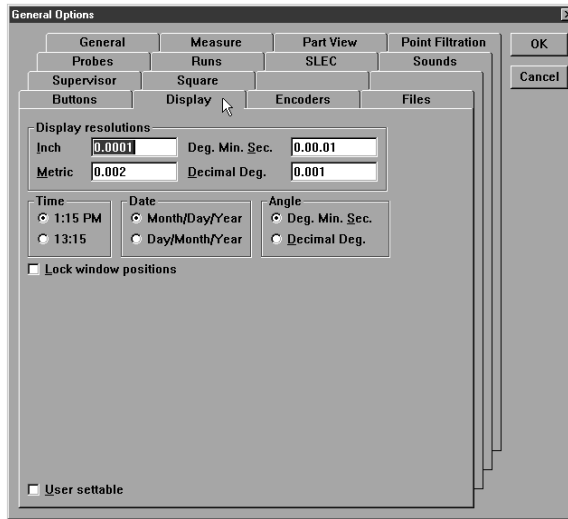 General Options
General Measure Part View Point Filtration OK
Probes Runs SLEC Sounds
Cancel
Supervisor Square
Buttons Display Encoders Files
Display resolutions
Inch 0.0001 Deg. Min. Sec. 0.00.01
Metric 0.002 Decimal Deg. 0.001
Time Date Angle
1:15 PM Month/Day/Year Deg. Min. Sec.
13:15 Day/Month/Year Decimal Deg.
Lock window positions
User settable